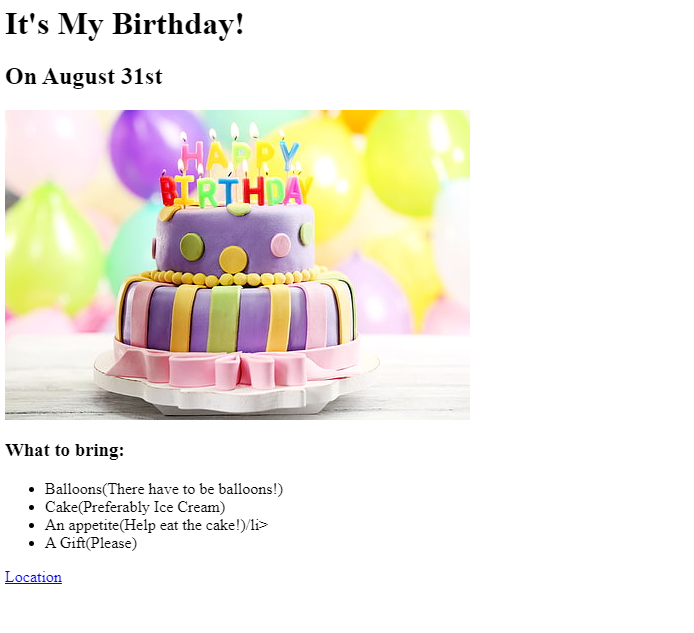 It's My Birthday!
On August 31st
HAPPY
BIRTHDAY
What to bring:
Balloons(There have to be balloons!)
Cake(Preferably Ice Cream)
An appetite(Help eat the cake!)/li>
A Gift(Please)
Location